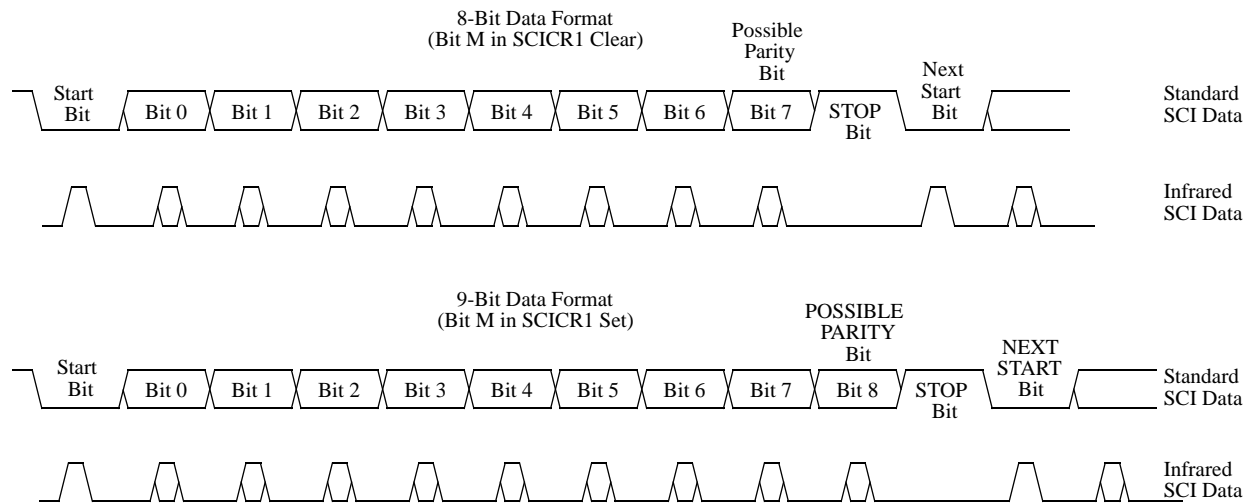 8-Bit Data Format
(Bit M in SCICR1 Clear)
Possible
Parity
Bit
Next
Start
Bit
Start
Bit
Bit 0
Bit 1
Bit 2
Bit 3
Bit 4
Bit 5
Bit 6
Bit 7
STOP
Bit
Standard
SCI Data
Infrared
SCI Data
9-Bit Data Format
(Bit M in SCICR1 Set)
POSSIBLE
PARITY
Bit
NEXT
START
Bit
Start
Bit
Bit 0
Bit 1
Bit 2
Bit 3
Bit 4
Bit 5
Bit 6
Bit 7
Bit 8
STOP
Bit
Standard
SCI Data
Infrared
SCI Data